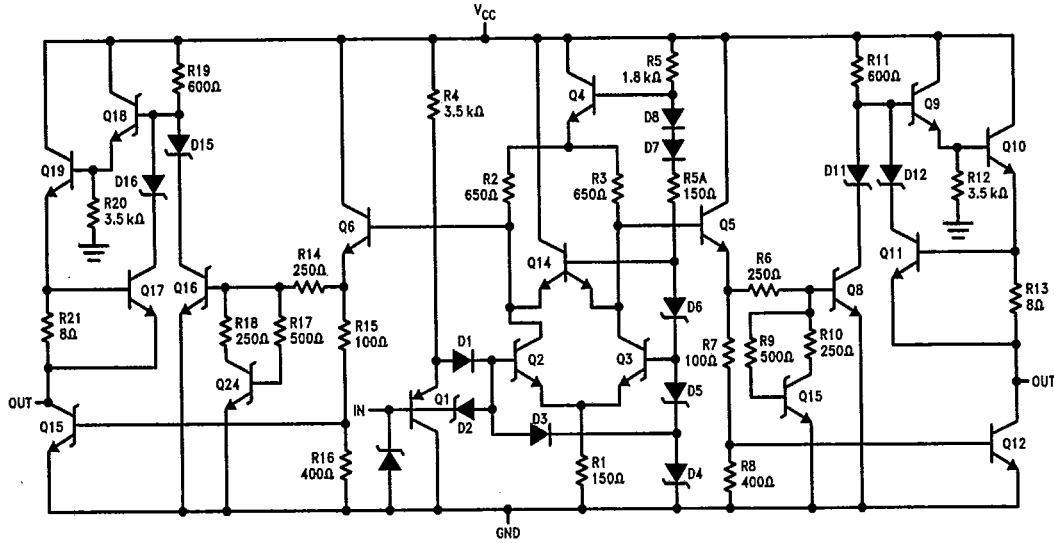 VCC
R19
600Ω
Q18
D15
Q19
D16
R20
3.5 kΩ
Q17
Q16
R21
8Ω
OUT
Q15
R18
250Ω
R17
500Ω
Q24
R14
250Ω
Q6
R15
100Ω
R16
400Ω
R4
3.5 kΩ
IN
Q1
D1
D2
D3
Q2
Q3
R1
150Ω
R2
650Ω
R3
650Ω
Q14
Q4
R5
1.8 kΩ
D8
D7
R5A
150Ω
D6
D5
D4
Q5
R6
250Ω
R7
100Ω
R8
400Ω
R9
500Ω
R10
250Ω
Q15
Q8
R11
600Ω
D11
D12
Q9
Q10
R12
3.5 kΩ
Q11
R13
8Ω
OUT
Q12
GND